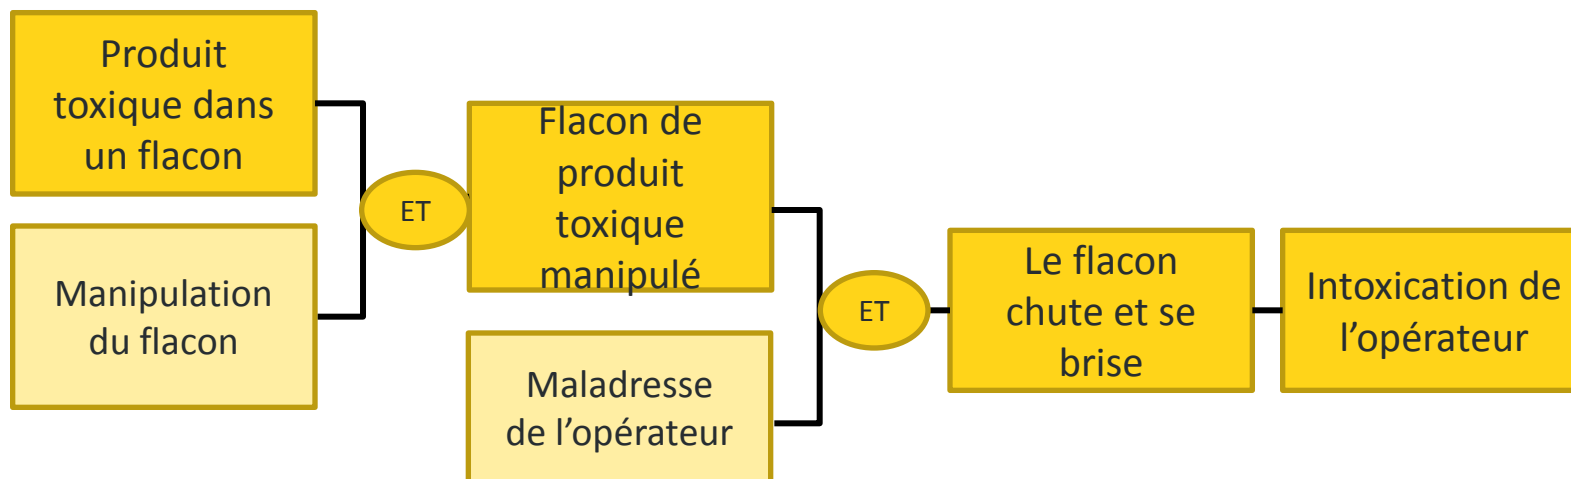 Produit
toxique dans
un flacon
Manipulation
du flacon
ET
Flacon de
produit
toxique
manipulé
Maladresse
de l’opérateur
ET
Le flacon
chute et se
brise
Intoxication de
l’opérateur